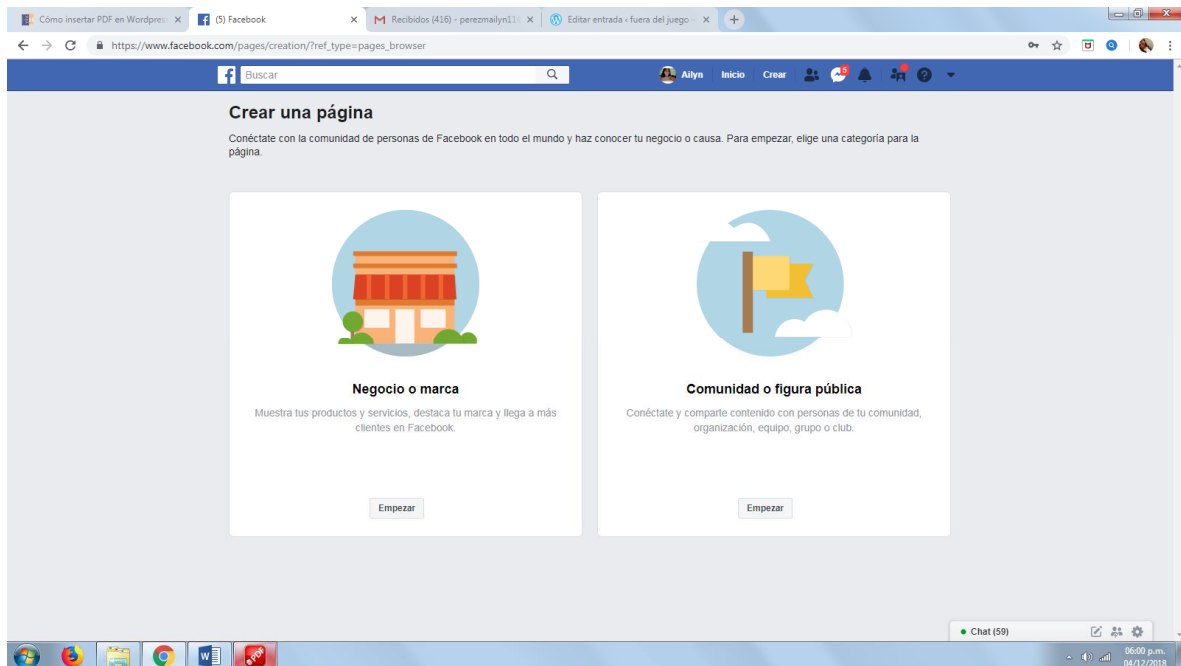 Cómo insertar PDF en Wordpres
(5) Facebook
Recibidos (416) - perezmailyn11
Editar entrada ‹ fuera del juego -
https://www.facebook.com/pages/creation/?ref_type=pages_browser
Buscar
Ailyn Inicio Crear 5
Crear una página
Conéctate con la comunidad de personas de Facebook en todo el mundo y haz conocer tu negocio o causa. Para empezar, elige una categoría para la
página.
Negocio o marca
Muestra tus productos y servicios, destaca tu marca y llega a más
clientes en Facebook.
Empezar
Comunidad o figura pública
Conéctate y comparte contenido con personas de tu comunidad,
organización, equipo, grupo o club.
Empezar
Chat (59)
PDF
06:00 p.m.
04/12/2018